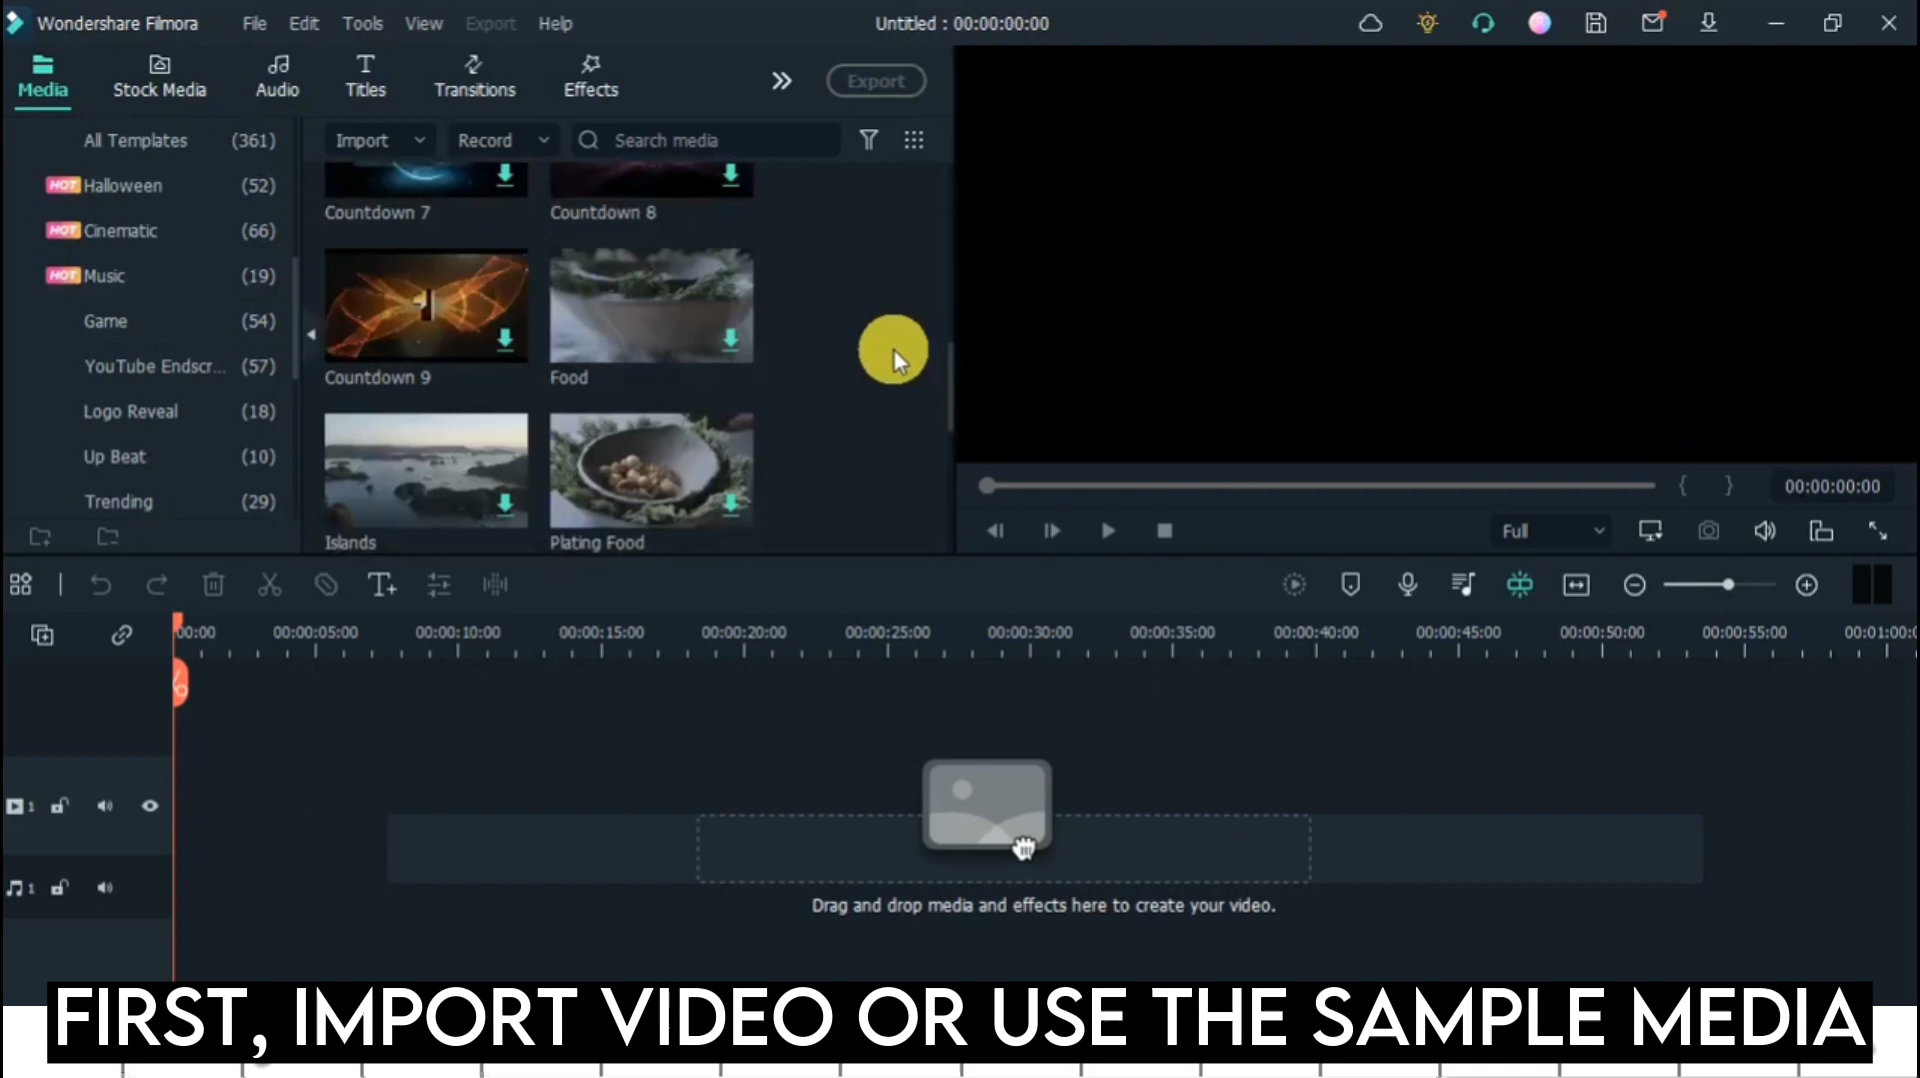 Wondershare Filmora File Edit Tools View Export Help Untitled : 00:00:00:00
Media Stock Media Audio Titles Transitions Effects Export
All Templates (361)
HOT Halloween (52)
HOT Cinematic (66)
HOT Music (19)
Game (54)
YouTube Endscr... (57)
Logo Reveal (18)
Up Beat (10)
Trending (29)
Import Record Search media
Countdown 7 Countdown 8
Countdown 9 Food
Islands Plating Food
00:00:00:00
Full
00:00 00:00:05:00 00:00:10:00 00:00:15:00 00:00:20:00 00:00:25:00 00:00:30:00 00:00:35:00 00:00:40:00 00:00:45:00 00:00:50:00 00:00:55:00 00:01:00:0
1
1
Drag and drop media and effects here to create your video.
FIRST, IMPORT VIDEO OR USE THE SAMPLE MEDIA